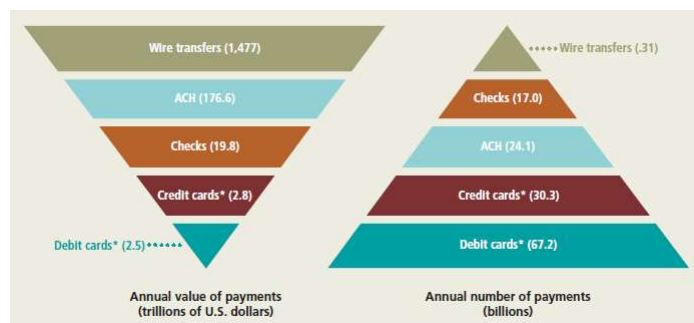 Wire transfers (1,477)
ACH (176.6)
Checks (19.8)
Credit cards* (2.8)
Debit cards* (2.5)
Annual value of payments
(trillions of U.S. dollars)
Wire transfers (.31)
Checks (17.0)
ACH (24.1)
Credit cards* (30.3)
Debit cards* (67.2)
Annual number of payments
(billions)